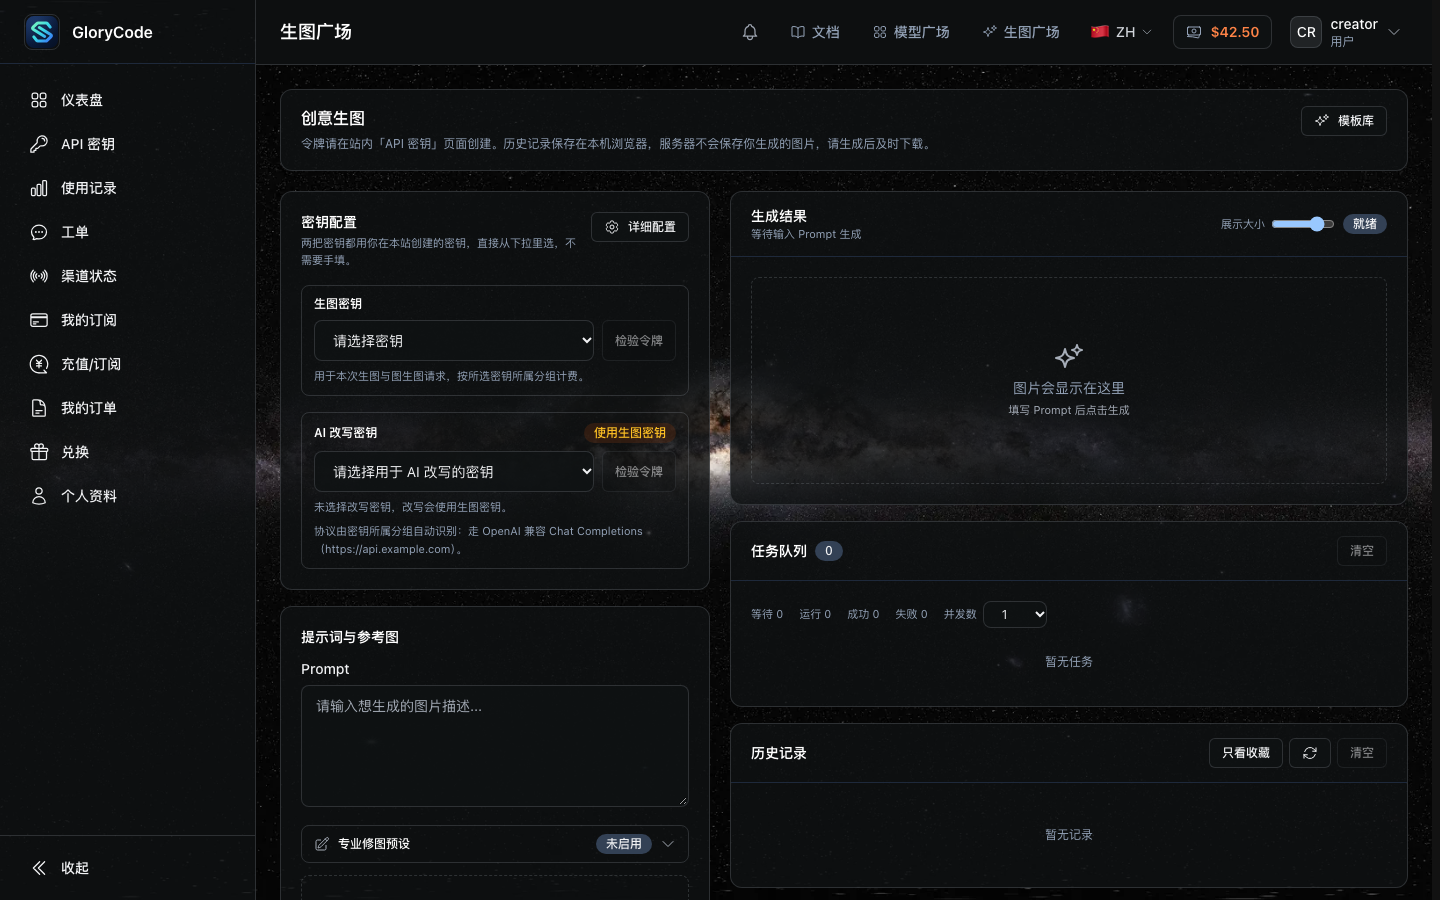 GloryCode
仪表盘
API 密钥
使用记录
工单
渠道状态
我的订阅
充值/订阅
我的订单
兑换
个人资料
收起
生图广场
文档
模型广场
生图广场
ZH
$42.50
CR
creator
用户
创意生图
令牌请在站内「API 密钥」页面创建。历史记录保存在本机浏览器，服务器不会保存你生成的图片，请生成后及时下载。
模板库
密钥配置
两把密钥都用你在本站创建的密钥，直接从下拉里选，不
需要手填。
详细配置
生图密钥
请选择密钥
检验令牌
用于本次生图与图生图请求，按所选密钥所属分组计费。
AI 改写密钥
使用生图密钥
请选择用于 AI 改写的密钥
检验令牌
未选择改写密钥，改写会使用生图密钥。
协议由密钥所属分组自动识别：走 OpenAI 兼容 Chat Completions
（https://api.example.com）。
提示词与参考图
Prompt
请输入想生成的图片描述...
专业修图预设
未启用
生成结果
等待输入 Prompt 生成
展示大小
就绪
图片会显示在这里
填写 Prompt 后点击生成
任务队列
0
清空
等待 0
运行 0
成功 0
失败 0
并发数
1
暂无任务
历史记录
只看收藏
清空
暂无记录